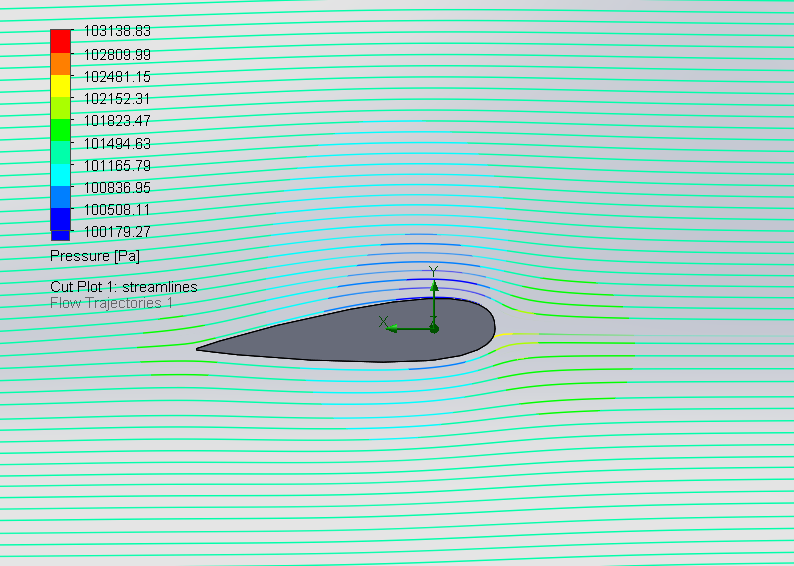 103138.83
102809.99
102481.15
102152.31
101823.47
101494.63
101165.79
100836.95
100508.11
100179.27
Pressure [Pa]
Cut Plot 1: streamlines
Flow Trajectories 1
Y
X
Z